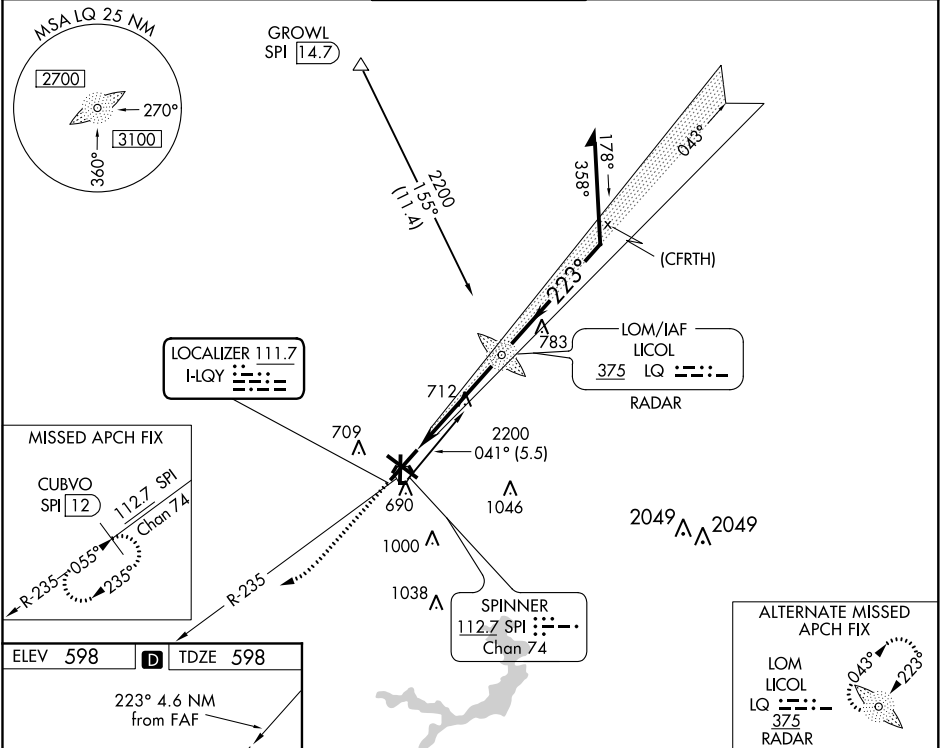 MSA LQ 25 NM
2700
270°
3100
360°
GROWL
SPI 14.7
2200
155°
(11.4)
043°
178°
358°
(CFRTH)
223°
783
LOM/IAF
LICOL
375 LQ
RADAR
LOCALIZER 111.7
I-LQY
712
709
2200
041° (5.5)
690
1046
1000
1038
2049
2049
MISSED APCH FIX
CUBVO
SPI 12
112.7 SPI
Chan 74
055°
R-235
235°
R-235
SPINNER
112.7 SPI
Chan 74
ELEV 598
D
TDZE 598
223° 4.6 NM
from FAF
ALTERNATE MISSED
APCH FIX
LOM
LICOL
LQ
375
RADAR
043°
223°